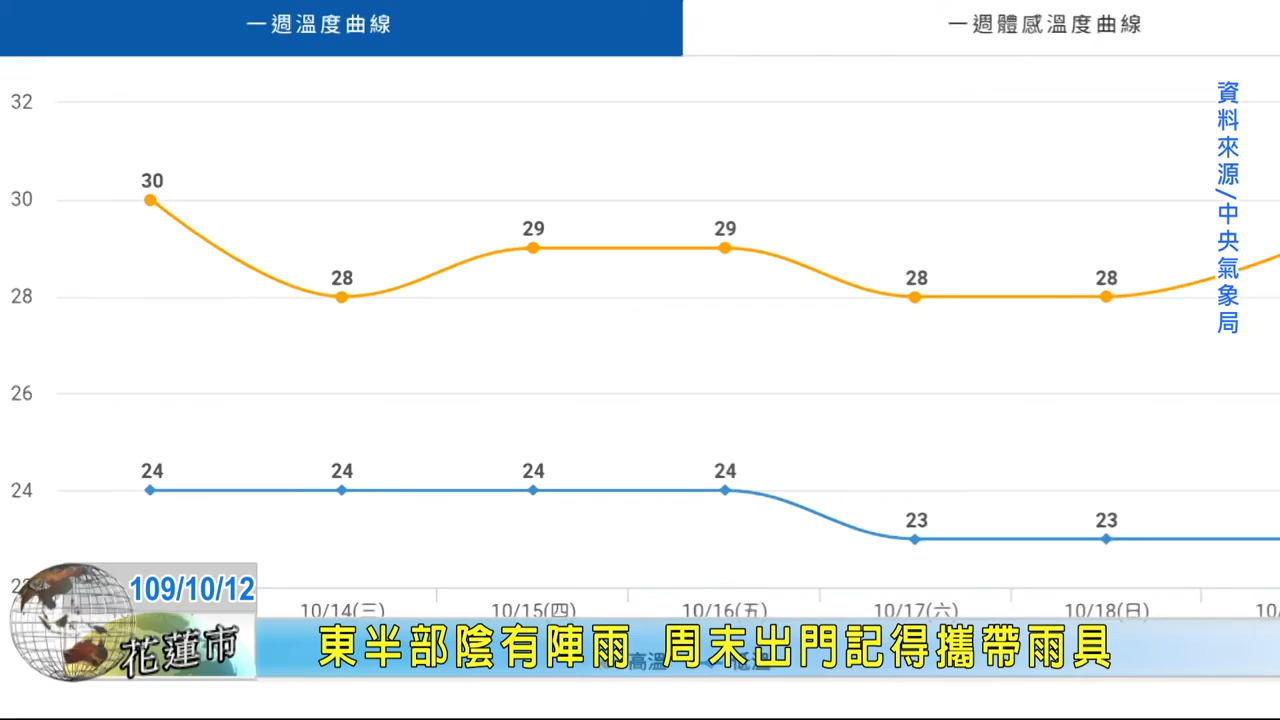 一週溫度曲線
一週體感溫度曲線
資料來源/中央氣象局
32
30
28
26
24
30
28
29
29
28
28
24
24
24
24
23
23
10/14(三)
10/15(四)
10/16(五)
10/17(六)
10/18(日)
109/10/12
花蓮市
東半部陰有陣雨 周末出門記得攜帶雨具
高溫
低溫